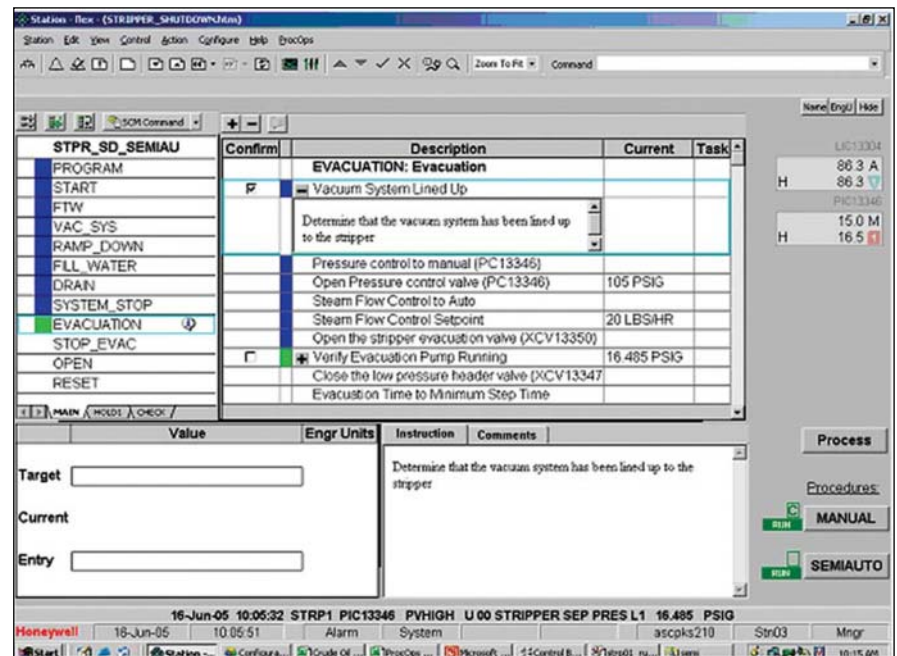 Station - flex - (STRIPPER_SHUTDOWN.htm)
Station Edit View Control Action Configure Help ProcOps
Zoom To Fit Command
Name EngU Hide
SCM Command
STPR_SD_SEMIAU
PROGRAM
START
FTW
VAC_SYS
RAMP_DOWN
FILL_WATER
DRAIN
SYSTEM_STOP
EVACUATION
STOP_EVAC
OPEN
RESET
MAIN HOLDS CHECK
Confirm Description Current Task
EVACUATION: Evacuation
Vacuum System Lined Up
Determine that the vacuum system has been lined up
to the stripper
Pressure control to manual (PC13346)
Open Pressure control valve (PC13346) 105 PSIG
Steam Flow Control to Auto
Steam Flow Control Setpoint 20 LBS/HR
Open the stripper evacuation valve (XCV13350)
Verify Evacuation Pump Running 16.485 PSIG
Close the low pressure header valve (XCV13347
Evacuation Time to Minimum Step Time
LIC13304
86.3 A
H 86.3
PIC13346
15.0 M
H 16.5
Value Engr Units
Target
Current
Entry
Instruction Comments
Determine that the vacuum system has been lined up to the
stripper
Process
Procedures:
RUN MANUAL
RUN SEMIAUTO
16-Jun-05 10:05:32 STRP1 PIC13346 PVHIGH U 00 STRIPPER SEP PRES L1 16.485 PSIG
Honeywell 16-Jun-05 10:05:51 Alarm System ascpks210 Stn03 Mngr
Start Station -... Configura... Crude Oil ... ProcOps ... Microsoft ... Control B... strp01_ru... 10:15 AM